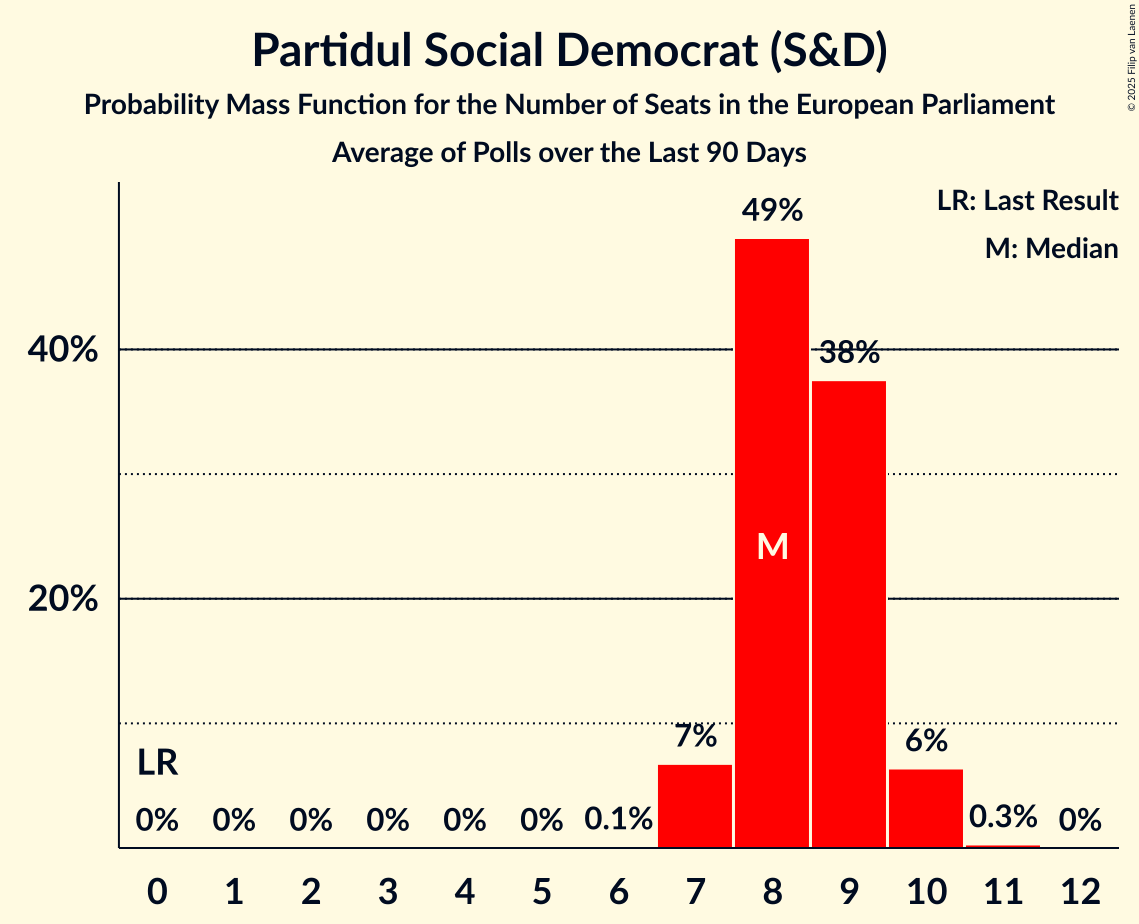 Partidul Social Democrat (S&D)
Probability Mass Function for the Number of Seats in the European Parliament
Average of Polls over the Last 90 Days
© 2025 Filip van Laenen
LR: Last Result
M: Median
49%
40%
38%
M
20%
7%
6%
LR
0% 0% 0% 0% 0% 0% 0.1% 0.3% 0%
0 1 2 3 4 5 6 7 8 9 10 11 12